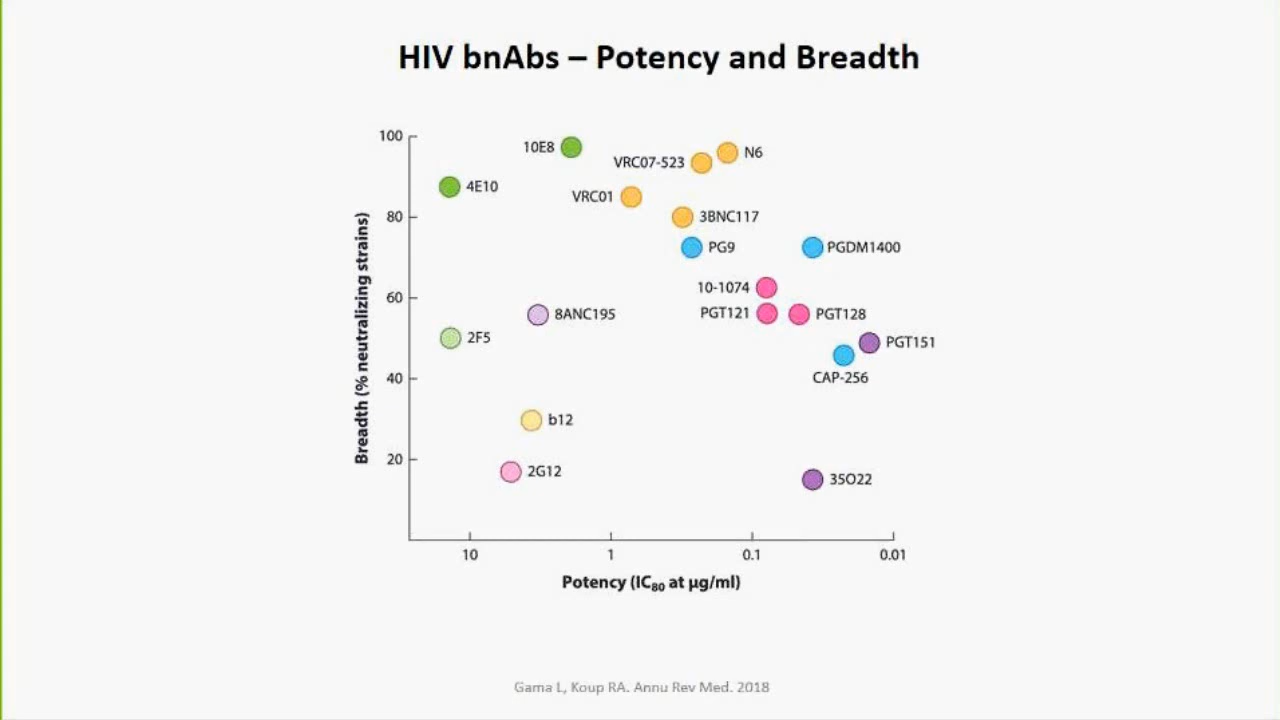 HIV bnAbs – Potency and Breadth
100
80
60
40
20
Breadth (% neutralizing strains)
10E8
N6
VRC07-523
4E10
VRC01
3BNC117
PG9
PGDM1400
10-1074
PGT121
PGT128
8ANC195
2F5
PGT151
CAP-256
b12
2G12
35O22
10
1
0.1
0.01
Potency (IC80 at µg/ml)
Gama L, Koup RA. Annu Rev Med. 2018